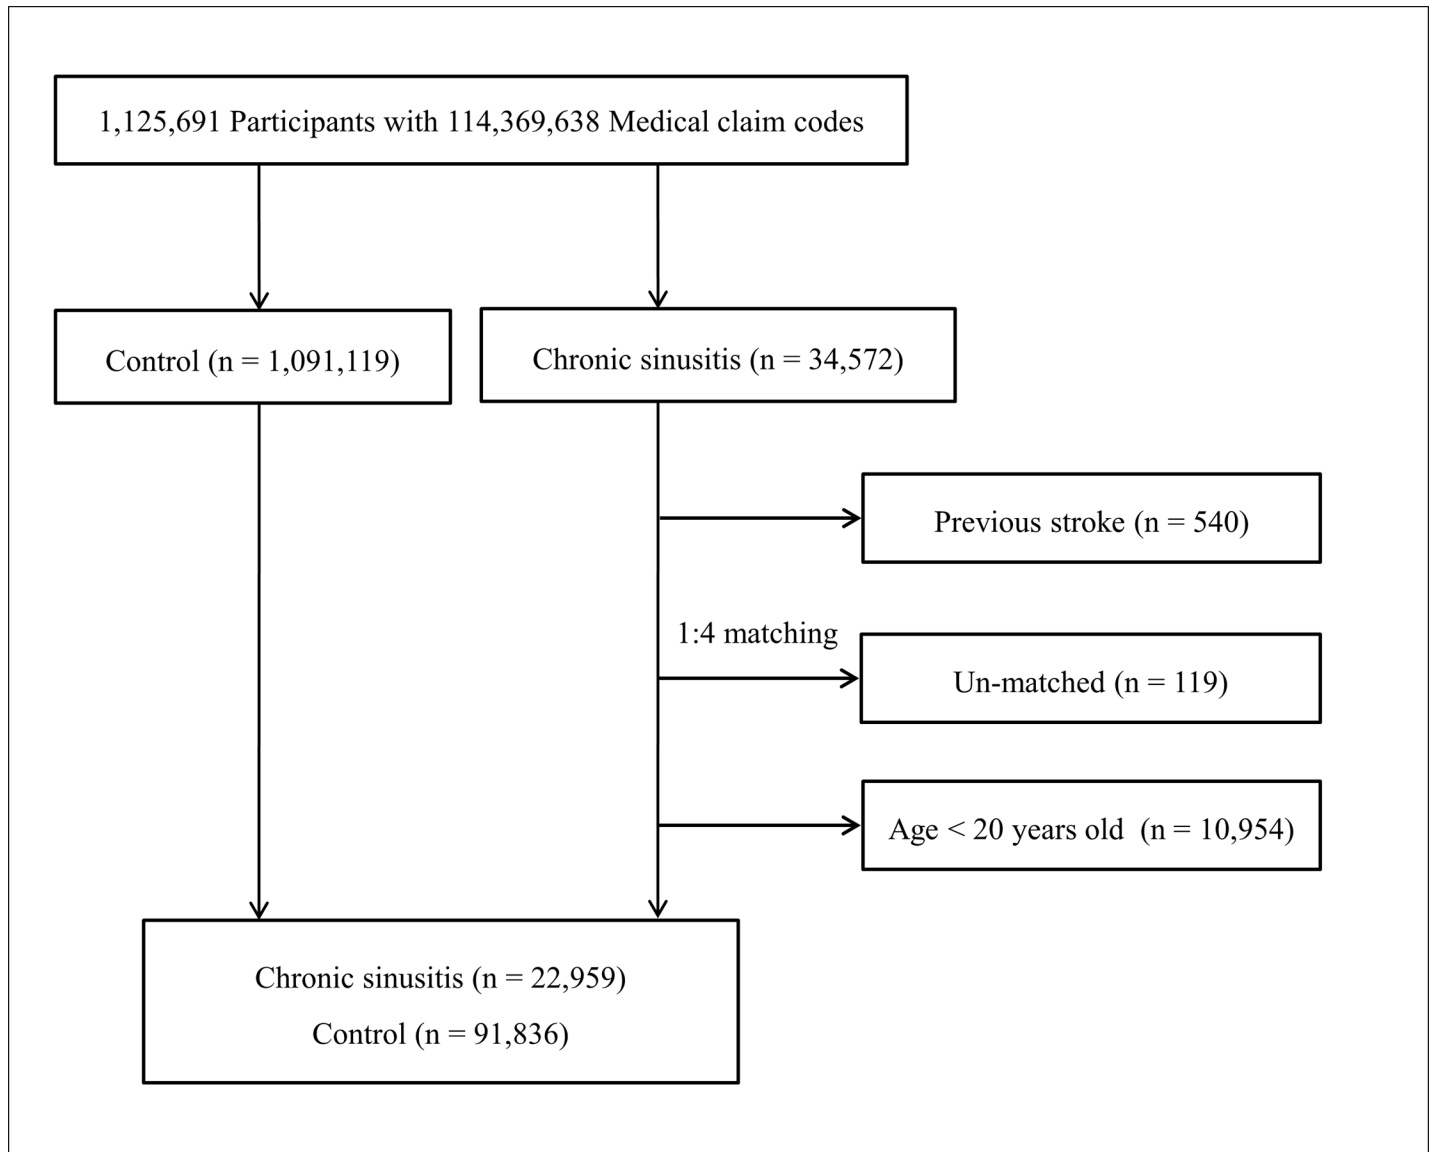 1,125,691 Participants with 114,369,638 Medical claim codes
Control (n = 1,091,119)
Chronic sinusitis (n = 34,572)
Previous stroke (n = 540)
1:4 matching
Un-matched (n = 119)
Age < 20 years old (n = 10,954)
Chronic sinusitis (n = 22,959)
Control (n = 91,836)